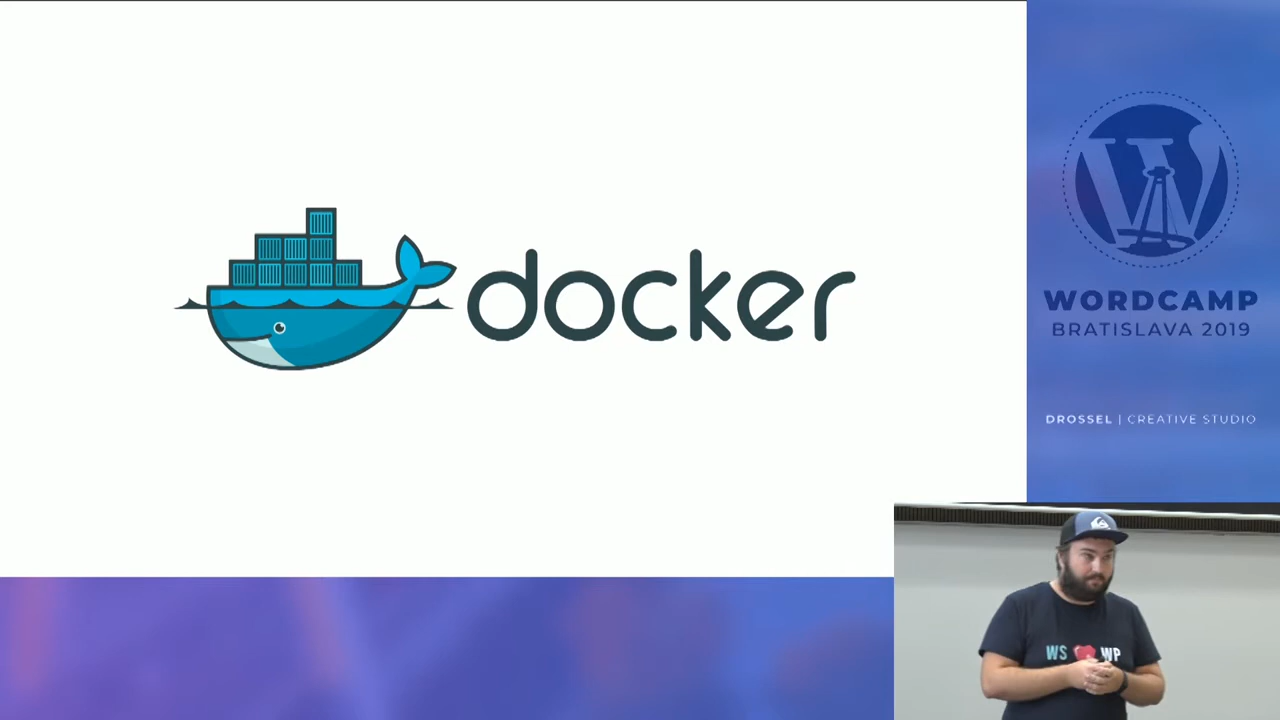 docker
WORDCAMP
BRATISLAVA 2019
DROSSEL | CREATIVE STUDIO
WS WP